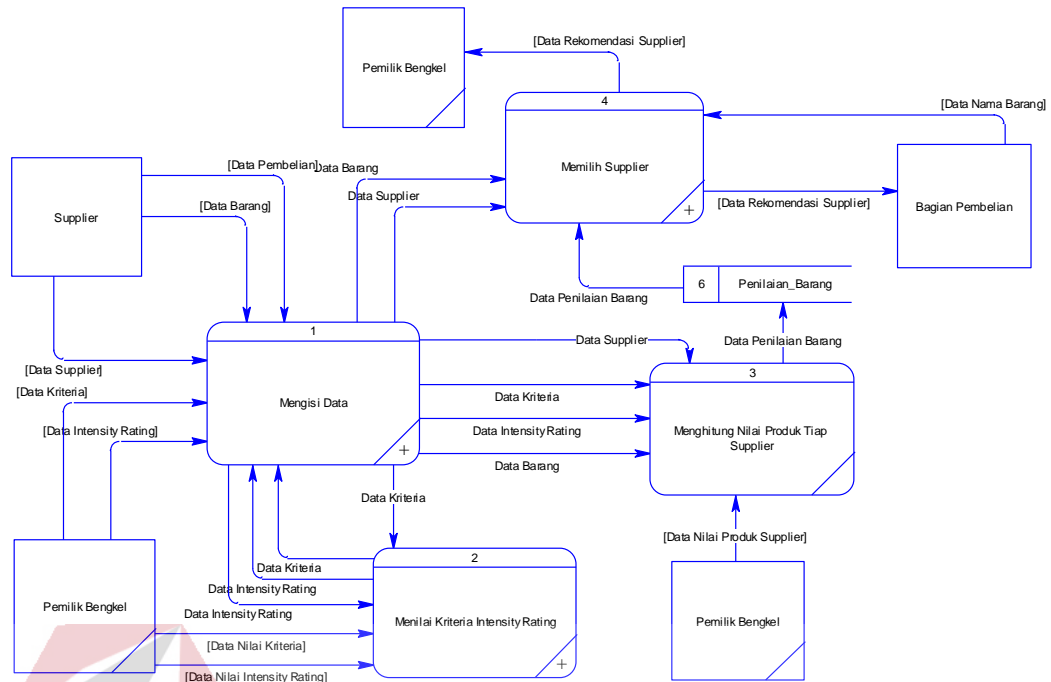 [Data Rekomendasi Supplier]
Pemilik Bengkel
4
[Data Nama Barang]
Memilih Supplier
[Data Pembelian]
Data Barang
Data Supplier
[Data Barang]
Supplier
[Data Rekomendasi Supplier]
Bagian Pembelian
6
Penilaian_Barang
Data Penilaian Barang
1
Data Supplier
Data Penilaian Barang
[Data Supplier]
3
[Data Kriteria]
Mengisi Data
Data Kriteria
[Data Intensity Rating]
Data Intensity Rating
Menghitung Nilai Produk Tiap
Supplier
+
+
Data Barang
Data Kriteria
[Data Nilai Produk Supplier]
2
Data Kriteria
Data Intensity Rating
Pemilik Bengkel
Data Intensity Rating
Menilai Kriteria Intensity Rating
Pemilik Bengkel
[Data Nilai Kriteria]
+
[Data Nilai Intensity Rating]